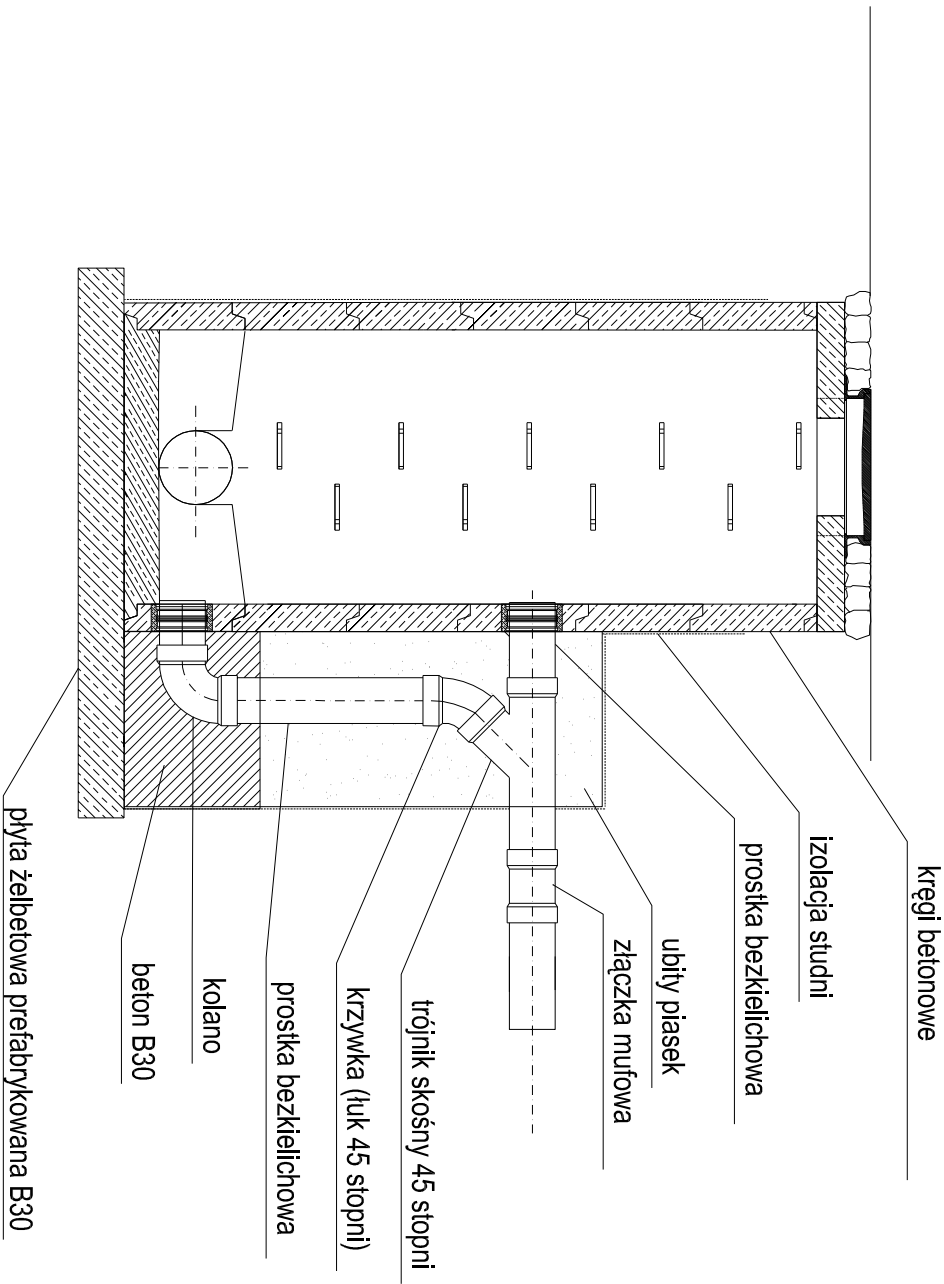 kręgi betonowe
izolacja studni
prostka bezkielichowa
ubity piasek
złączka mufowa
trójnik skośny 45 stopni
krzywka (łuk 45 stopni)
prostka bezkielichowa
kolano
beton B30
płyta żelbetowa prefabrykowana B30